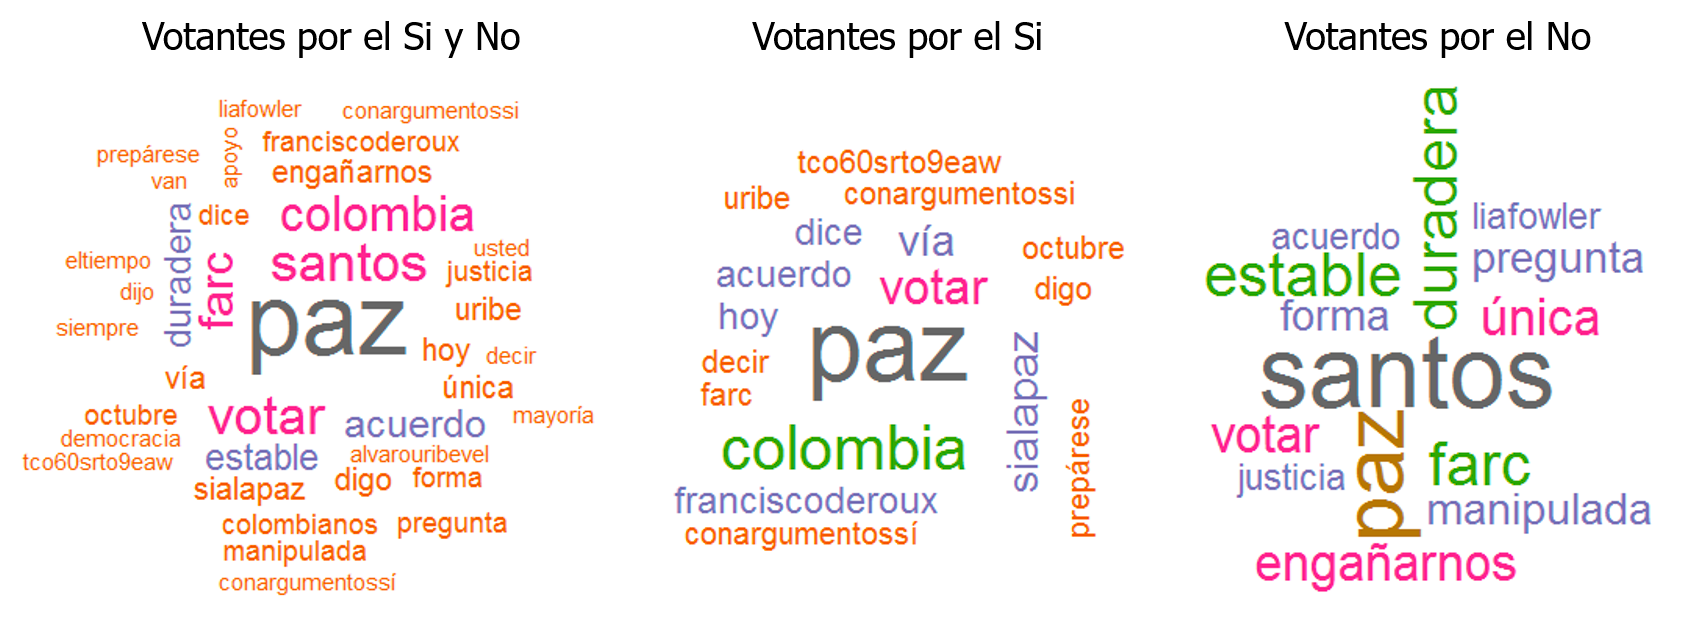 Votantes por el Si y No
liafowler
conargumentossi
apoyo
franciscoderoux
prepárese
engañarnos
van
duradera
dice
colombia
eltiempo
farc
santos
usted
justicia
dijo
paz
uribe
siempre
hoy
decir
vía
única
octubre
votar
acuerdo
mayoría
democracia
estable
alvarouribevel
tco60srto9eaw
sialapaz
digo
forma
colombianos
pregunta
manipulada
conargumentossí
Votantes por el Si
tco60srto9eaw
uribe
conargumentossi
dice
vía
octubre
acuerdo
votar
digo
hoy
paz
sialapaz
decir
farc
colombia
prepárese
franciscoderoux
conargumentossí
Votantes por el No
duradera
liafowler
acuerdo
pregunta
estable
forma
única
santos
votar
paz
farc
justicia
manipulada
engañarnos